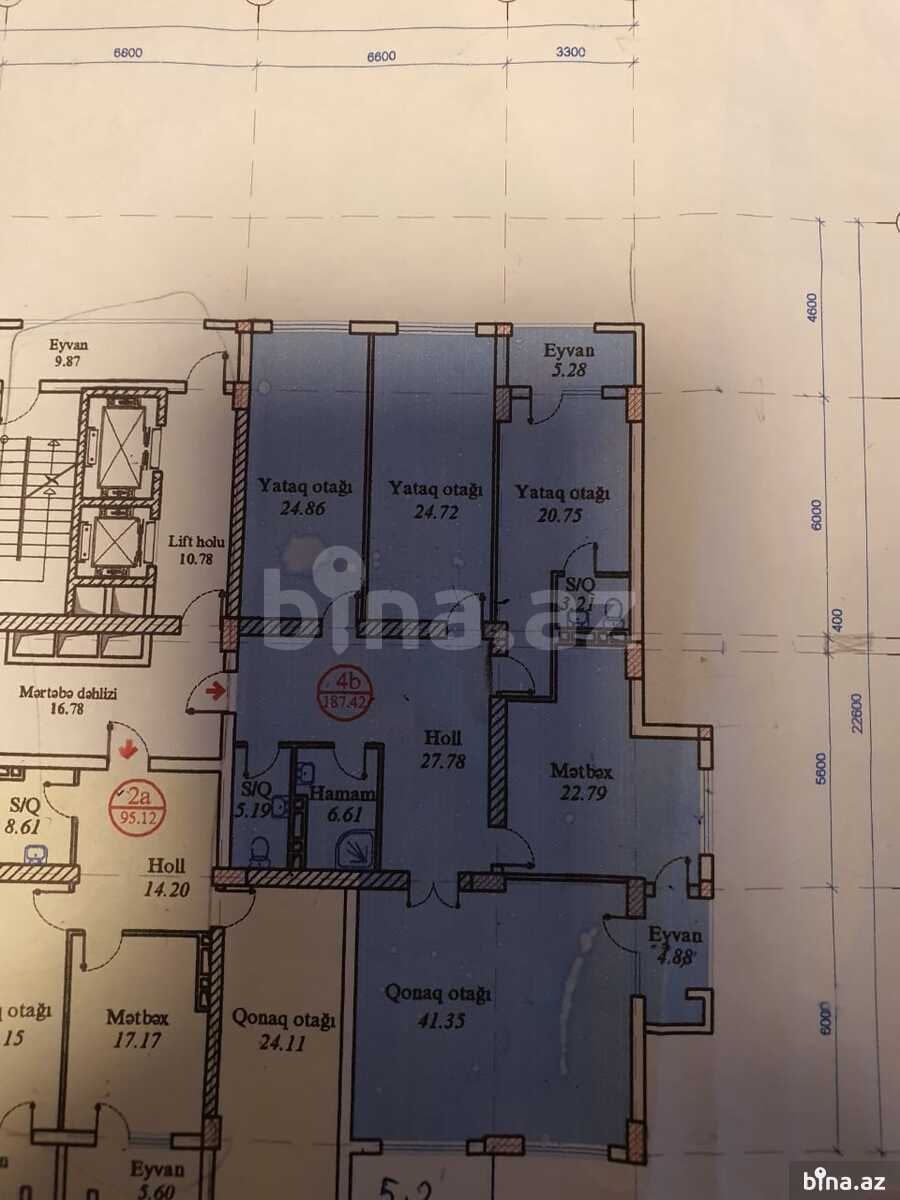 6600
6600
3300
4600
Eyvan
9.87
Eyvan
5.28
Yataq otağı
24.86
Yataq otağı
24.72
Yataq otağı
20.75
6000
Lift holu
10.78
S/Q
3.21
bina.az
400
Mərtəbə dəhlizi
16.78
4b
187.42
22600
Holl
27.78
Mətbəx
22.79
5600
S/Q
5.19
Hamam
6.61
S/Q
8.61
2a
95.12
Holl
14.20
Eyvan
4.88
Qonaq otağı
41.35
otağı
15
Mətbəx
17.17
Qonaq otağı
24.11
6000
Eyvan
5.60
5.2
bina.az